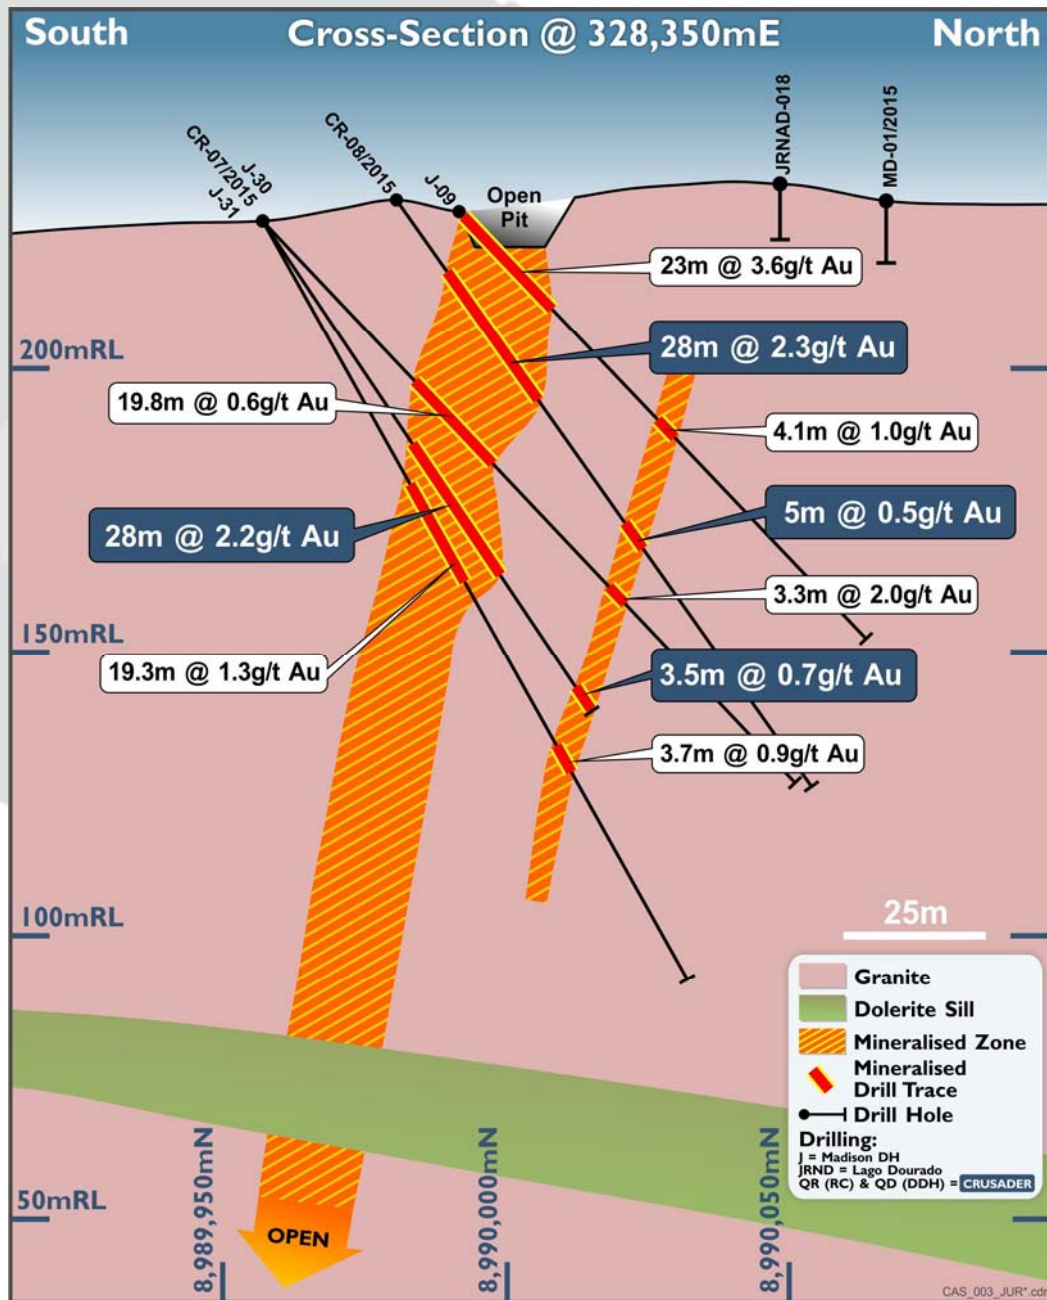 South
Cross-Section @ 328,350mE
North
J-30
CR-07/2015
J-31
CR-08/2015
J-09
Open
Pit
JRNAD-018
MD-01/2015
23m @ 3.6g/t Au
28m @ 2.3g/t Au
200mRL
19.8m @ 0.6g/t Au
4.1m @ 1.0g/t Au
28m @ 2.2g/t Au
5m @ 0.5g/t Au
3.3m @ 2.0g/t Au
150mRL
19.3m @ 1.3g/t Au
3.5m @ 0.7g/t Au
3.7m @ 0.9g/t Au
100mRL
25m
Granite
Dolerite Sill
Mineralised Zone
Mineralised
Drill Trace
Drill Hole
Drilling:
J = Madison DH
JRND = Lago Dourado
QR (RC) & QD (DDH) = CRUSADER
50mRL
8,989,950mN
OPEN
8,990,000mN
8,990,050mN
CAS_003_JUR*.cdr